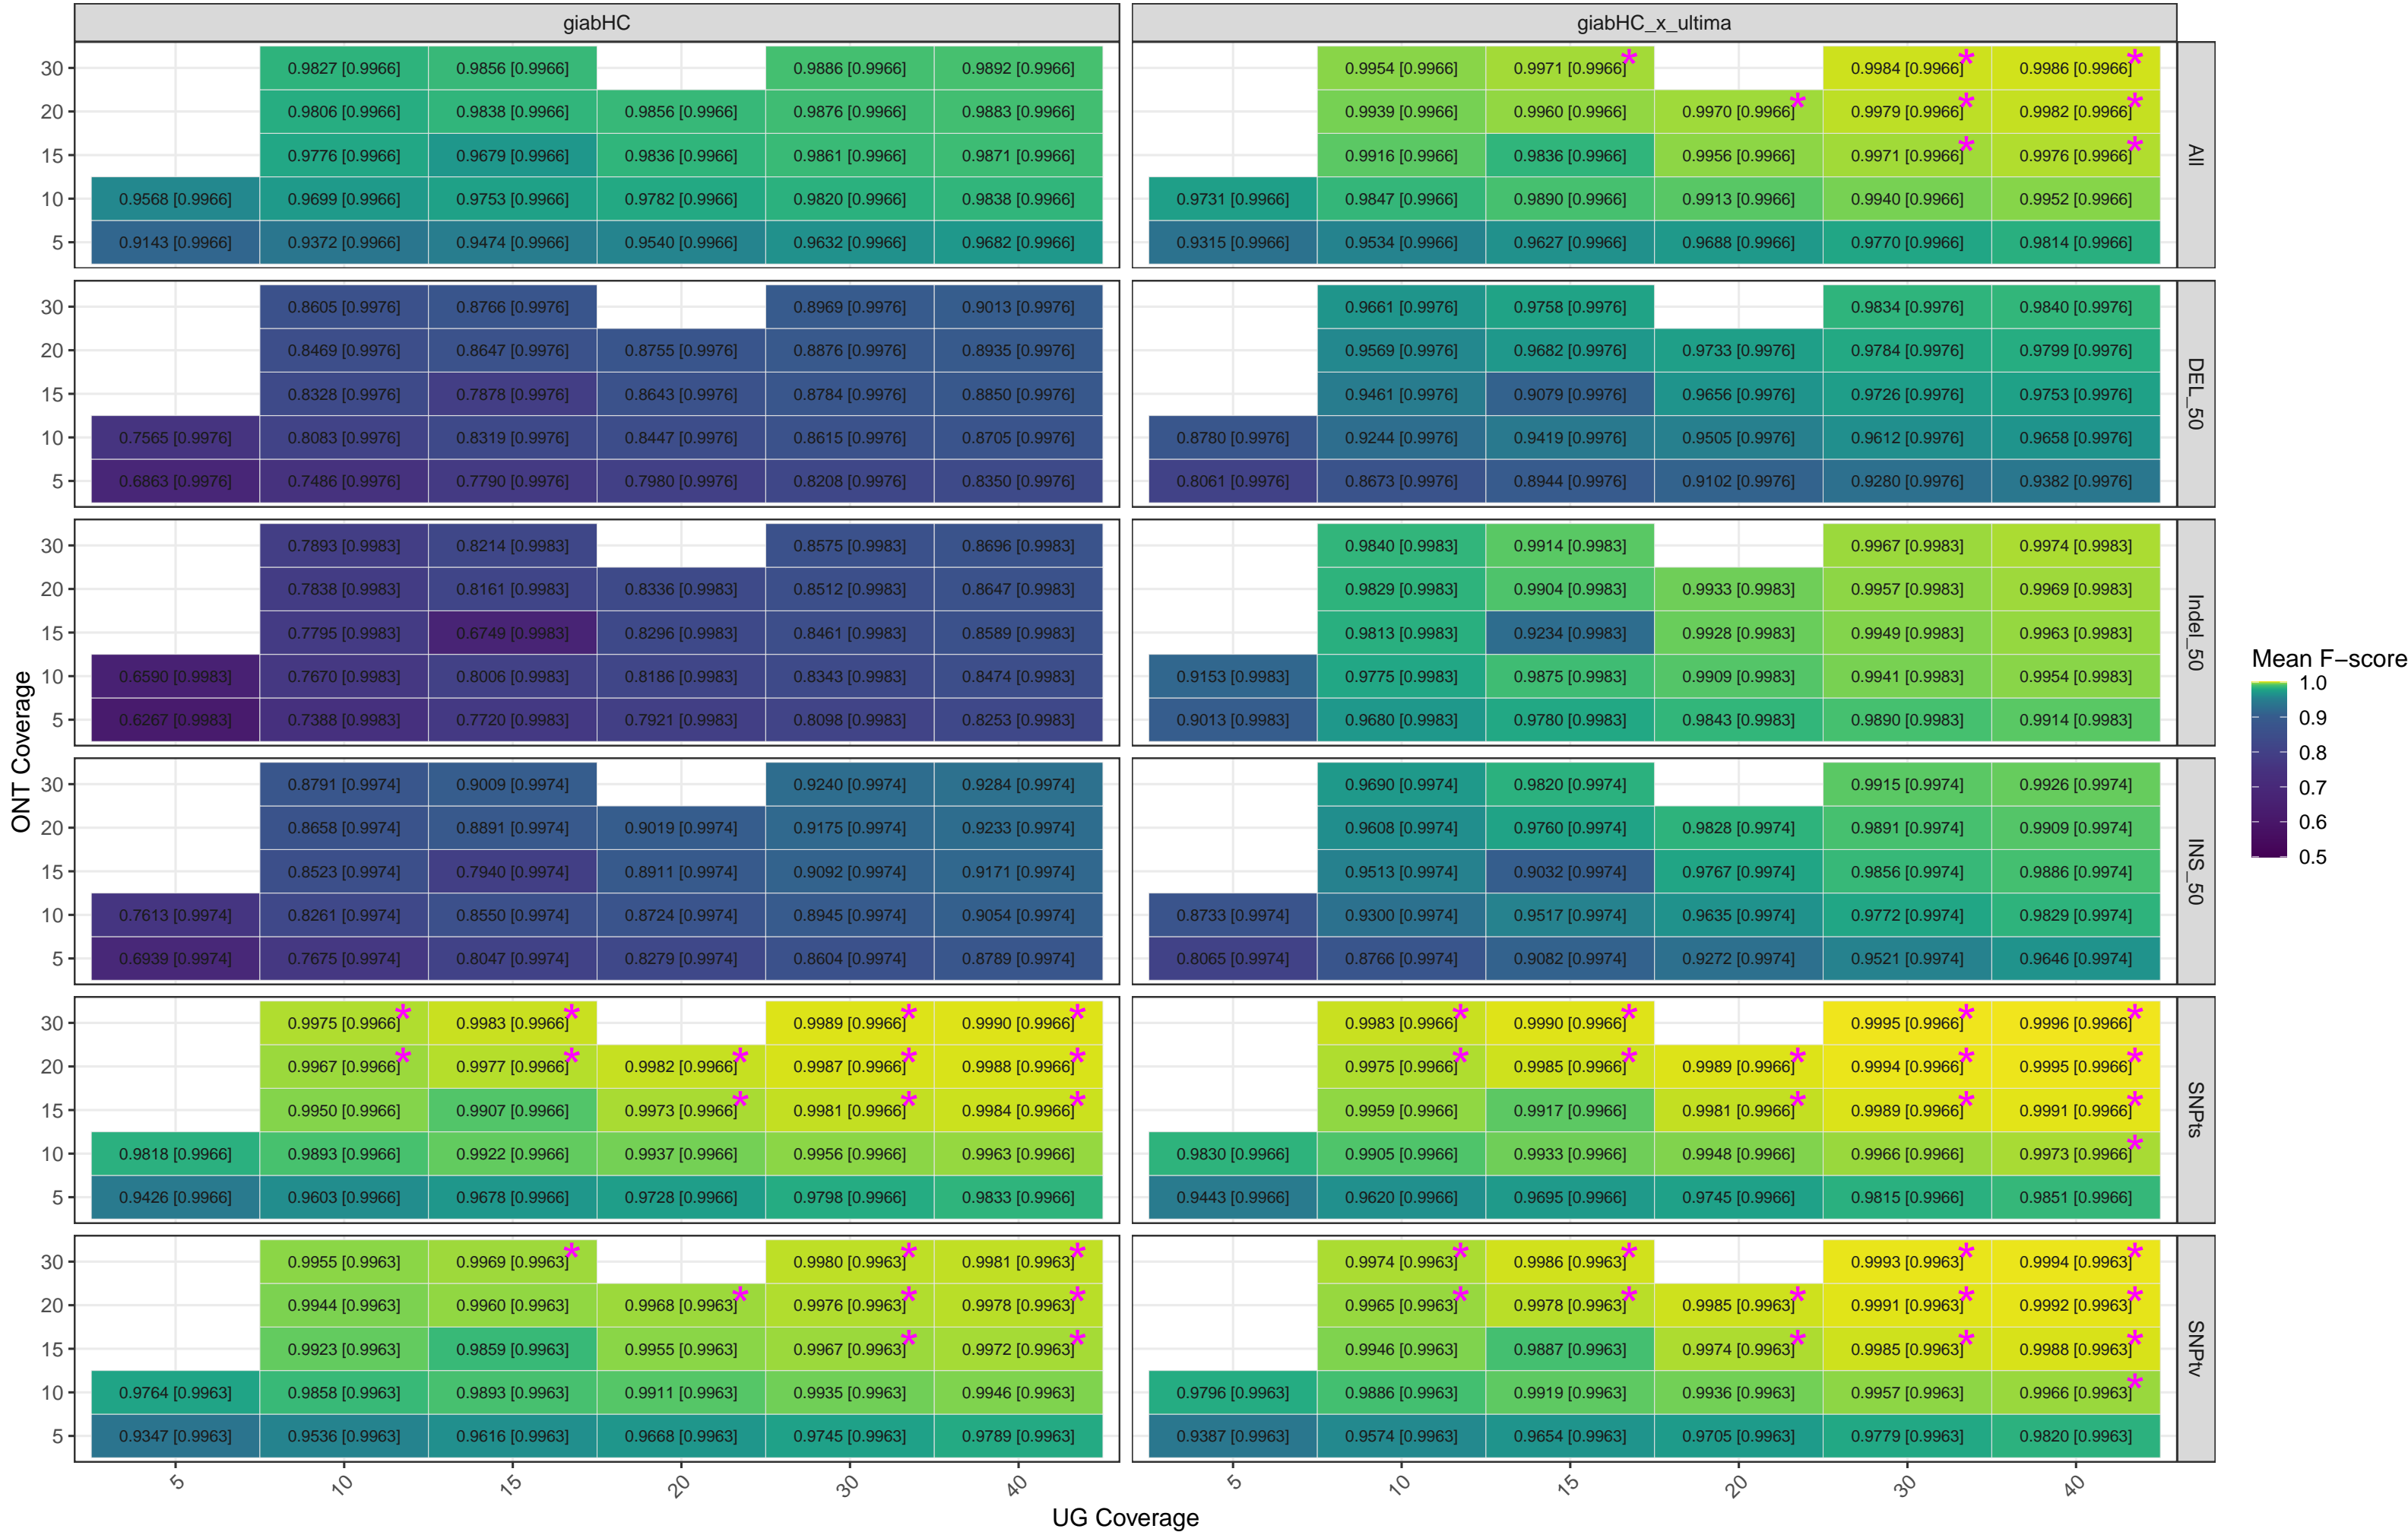 giabHC giabHC_x_ultima
30 0.9827 [0.9966] 0.9856 [0.9966] 0.9886 [0.9966] 0.9892 [0.9966] 0.9954 [0.9966] 0.9971 [0.9966]* 0.9984 [0.9966]* 0.9986 [0.9966]*
20 0.9806 [0.9966] 0.9838 [0.9966] 0.9856 [0.9966] 0.9876 [0.9966] 0.9883 [0.9966] 0.9939 [0.9966] 0.9960 [0.9966] 0.9970 [0.9966]* 0.9979 [0.9966]* 0.9982 [0.9966]*
15 0.9776 [0.9966] 0.9679 [0.9966] 0.9836 [0.9966] 0.9861 [0.9966] 0.9871 [0.9966] 0.9916 [0.9966] 0.9836 [0.9966] 0.9956 [0.9966] 0.9971 [0.9966]* 0.9976 [0.9966]*
10 0.9568 [0.9966] 0.9699 [0.9966] 0.9753 [0.9966] 0.9782 [0.9966] 0.9820 [0.9966] 0.9838 [0.9966] 0.9731 [0.9966] 0.9847 [0.9966] 0.9890 [0.9966] 0.9913 [0.9966] 0.9940 [0.9966] 0.9952 [0.9966]
5 0.9143 [0.9966] 0.9372 [0.9966] 0.9474 [0.9966] 0.9540 [0.9966] 0.9632 [0.9966] 0.9682 [0.9966] 0.9315 [0.9966] 0.9534 [0.9966] 0.9627 [0.9966] 0.9688 [0.9966] 0.9770 [0.9966] 0.9814 [0.9966]
All
30 0.8605 [0.9976] 0.8766 [0.9976] 0.8969 [0.9976] 0.9013 [0.9976] 0.9661 [0.9976] 0.9758 [0.9976] 0.9834 [0.9976] 0.9840 [0.9976]
20 0.8469 [0.9976] 0.8647 [0.9976] 0.8755 [0.9976] 0.8876 [0.9976] 0.8935 [0.9976] 0.9569 [0.9976] 0.9682 [0.9976] 0.9733 [0.9976] 0.9784 [0.9976] 0.9799 [0.9976]
15 0.8328 [0.9976] 0.7878 [0.9976] 0.8643 [0.9976] 0.8784 [0.9976] 0.8850 [0.9976] 0.9461 [0.9976] 0.9079 [0.9976] 0.9656 [0.9976] 0.9726 [0.9976] 0.9753 [0.9976]
10 0.7565 [0.9976] 0.8083 [0.9976] 0.8319 [0.9976] 0.8447 [0.9976] 0.8615 [0.9976] 0.8705 [0.9976] 0.8780 [0.9976] 0.9244 [0.9976] 0.9419 [0.9976] 0.9505 [0.9976] 0.9612 [0.9976] 0.9658 [0.9976]
5 0.6863 [0.9976] 0.7486 [0.9976] 0.7790 [0.9976] 0.7980 [0.9976] 0.8208 [0.9976] 0.8350 [0.9976] 0.8061 [0.9976] 0.8673 [0.9976] 0.8944 [0.9976] 0.9102 [0.9976] 0.9280 [0.9976] 0.9382 [0.9976]
DEL_50
30 0.7893 [0.9983] 0.8214 [0.9983] 0.8575 [0.9983] 0.8696 [0.9983] 0.9840 [0.9983] 0.9914 [0.9983] 0.9967 [0.9983] 0.9974 [0.9983]
20 0.7838 [0.9983] 0.8161 [0.9983] 0.8336 [0.9983] 0.8512 [0.9983] 0.8647 [0.9983] 0.9829 [0.9983] 0.9904 [0.9983] 0.9933 [0.9983] 0.9957 [0.9983] 0.9969 [0.9983]
15 0.7795 [0.9983] 0.6749 [0.9983] 0.8296 [0.9983] 0.8461 [0.9983] 0.8589 [0.9983] 0.9813 [0.9983] 0.9234 [0.9983] 0.9928 [0.9983] 0.9949 [0.9983] 0.9963 [0.9983]
10 0.6590 [0.9983] 0.7670 [0.9983] 0.8006 [0.9983] 0.8186 [0.9983] 0.8343 [0.9983] 0.8474 [0.9983] 0.9153 [0.9983] 0.9775 [0.9983] 0.9875 [0.9983] 0.9909 [0.9983] 0.9941 [0.9983] 0.9954 [0.9983]
5 0.6267 [0.9983] 0.7388 [0.9983] 0.7720 [0.9983] 0.7921 [0.9983] 0.8098 [0.9983] 0.8253 [0.9983] 0.9013 [0.9983] 0.9680 [0.9983] 0.9780 [0.9983] 0.9843 [0.9983] 0.9890 [0.9983] 0.9914 [0.9983]
Indel_50
30 0.8791 [0.9974] 0.9009 [0.9974] 0.9240 [0.9974] 0.9284 [0.9974] 0.9690 [0.9974] 0.9820 [0.9974] 0.9915 [0.9974] 0.9926 [0.9974]
20 0.8658 [0.9974] 0.8891 [0.9974] 0.9019 [0.9974] 0.9175 [0.9974] 0.9233 [0.9974] 0.9608 [0.9974] 0.9760 [0.9974] 0.9828 [0.9974] 0.9891 [0.9974] 0.9909 [0.9974]
15 0.8523 [0.9974] 0.7940 [0.9974] 0.8911 [0.9974] 0.9092 [0.9974] 0.9171 [0.9974] 0.9513 [0.9974] 0.9032 [0.9974] 0.9767 [0.9974] 0.9856 [0.9974] 0.9886 [0.9974]
10 0.7613 [0.9974] 0.8261 [0.9974] 0.8550 [0.9974] 0.8724 [0.9974] 0.8945 [0.9974] 0.9054 [0.9974] 0.8733 [0.9974] 0.9300 [0.9974] 0.9517 [0.9974] 0.9635 [0.9974] 0.9772 [0.9974] 0.9829 [0.9974]
5 0.6939 [0.9974] 0.7675 [0.9974] 0.8047 [0.9974] 0.8279 [0.9974] 0.8604 [0.9974] 0.8789 [0.9974] 0.8065 [0.9974] 0.8766 [0.9974] 0.9082 [0.9974] 0.9272 [0.9974] 0.9521 [0.9974] 0.9646 [0.9974]
INS_50
30 0.9975 [0.9966]* 0.9983 [0.9966]* 0.9989 [0.9966]* 0.9990 [0.9966]* 0.9983 [0.9966]* 0.9990 [0.9966]* 0.9995 [0.9966]* 0.9996 [0.9966]*
20 0.9967 [0.9966]* 0.9977 [0.9966]* 0.9982 [0.9966]* 0.9987 [0.9966]* 0.9988 [0.9966]* 0.9975 [0.9966]* 0.9985 [0.9966]* 0.9989 [0.9966]* 0.9994 [0.9966]* 0.9995 [0.9966]*
15 0.9950 [0.9966] 0.9907 [0.9966] 0.9973 [0.9966]* 0.9981 [0.9966]* 0.9984 [0.9966]* 0.9959 [0.9966] 0.9917 [0.9966] 0.9981 [0.9966]* 0.9989 [0.9966]* 0.9991 [0.9966]*
10 0.9818 [0.9966] 0.9893 [0.9966] 0.9922 [0.9966] 0.9937 [0.9966] 0.9956 [0.9966] 0.9963 [0.9966] 0.9830 [0.9966] 0.9905 [0.9966] 0.9933 [0.9966] 0.9948 [0.9966] 0.9966 [0.9966] 0.9973 [0.9966]*
5 0.9426 [0.9966] 0.9603 [0.9966] 0.9678 [0.9966] 0.9728 [0.9966] 0.9798 [0.9966] 0.9833 [0.9966] 0.9443 [0.9966] 0.9620 [0.9966] 0.9695 [0.9966] 0.9745 [0.9966] 0.9815 [0.9966] 0.9851 [0.9966]
SNPts
30 0.9955 [0.9963] 0.9969 [0.9963]* 0.9980 [0.9963]* 0.9981 [0.9963]* 0.9974 [0.9963]* 0.9986 [0.9963]* 0.9993 [0.9963]* 0.9994 [0.9963]*
20 0.9944 [0.9963] 0.9960 [0.9963] 0.9968 [0.9963]* 0.9976 [0.9963]* 0.9978 [0.9963]* 0.9965 [0.9963]* 0.9978 [0.9963]* 0.9985 [0.9963]* 0.9991 [0.9963]* 0.9992 [0.9963]*
15 0.9923 [0.9963] 0.9859 [0.9963] 0.9955 [0.9963] 0.9967 [0.9963]* 0.9972 [0.9963]* 0.9946 [0.9963] 0.9887 [0.9963] 0.9974 [0.9963]* 0.9985 [0.9963]* 0.9988 [0.9963]*
10 0.9764 [0.9963] 0.9858 [0.9963] 0.9893 [0.9963] 0.9911 [0.9963] 0.9935 [0.9963] 0.9946 [0.9963] 0.9796 [0.9963] 0.9886 [0.9963] 0.9919 [0.9963] 0.9936 [0.9963] 0.9957 [0.9963] 0.9966 [0.9963]*
5 0.9347 [0.9963] 0.9536 [0.9963] 0.9616 [0.9963] 0.9668 [0.9963] 0.9745 [0.9963] 0.9789 [0.9963] 0.9387 [0.9963] 0.9574 [0.9963] 0.9654 [0.9963] 0.9705 [0.9963] 0.9779 [0.9963] 0.9820 [0.9963]
SNPtv
5 10 15 20 30 40 5 10 15 20 30 40
UG Coverage
ONT Coverage
Mean F−score
1.0
0.9
0.8
0.7
0.6
0.5